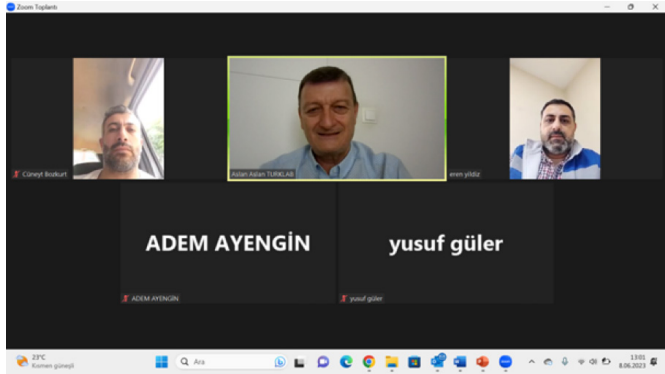 Zoom Toplantı
Cüneyt Bozkurt
Aslan Aslan TURKLAB
eren yildiz
ADEM AYENGİN
yusuf güler
ADEM AYENGİN
yusuf güler
23°C
Kısmen güneşli
Ara
13:01
8.06.2023